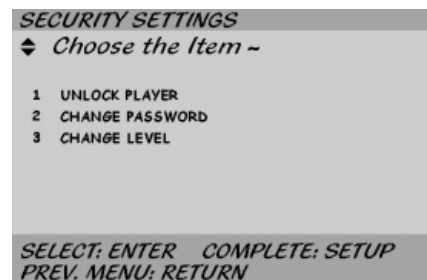 SECURITY SETTINGS
Choose the Item ~
1 UNLOCK PLAYER
2 CHANGE PASSWORD
3 CHANGE LEVEL
SELECT: ENTER COMPLETE: SETUP
PREV. MENU: RETURN